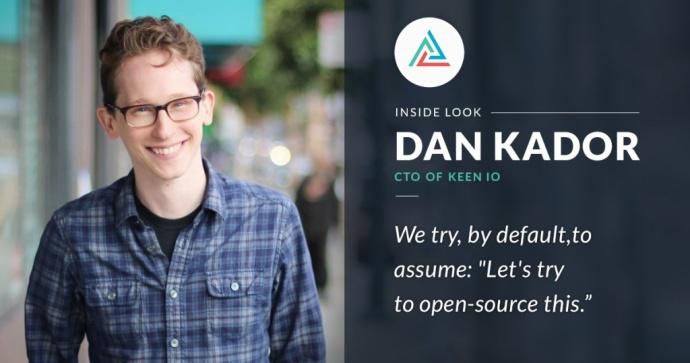 INSIDE LOOK
DAN KADOR
CTO OF KEEN IO
We try, by default,to
assume: "Let's try
to open-source this.”